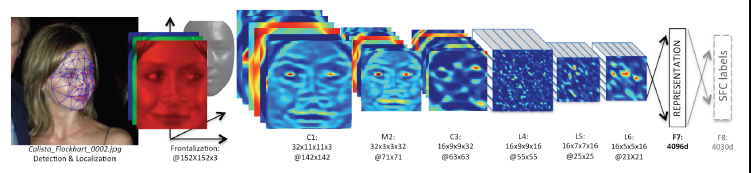 REPRESENTATION
SFC labels
Calista_Flockhart_0002.jpg
Detection & Localization
Frontalization:
@152X152x3
C1:
32x11x11x3
@142x142
M2:
32x3x3x32
@71x71
C3:
16x9x9x32
@63x63
L4:
16x9x9x16
@55x55
L5:
16x7x7x16
@25x25
L6:
16x5x5x16
@21X21
F7:
4096d
F8:
4030d